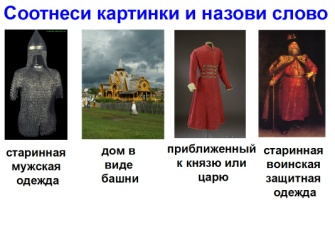 Соотнеси картинки и назови слово
старинная
мужская
одежда
дом в
виде
башни
приближенный
к князю или
царю
старинная
воинская
защитная
одежда